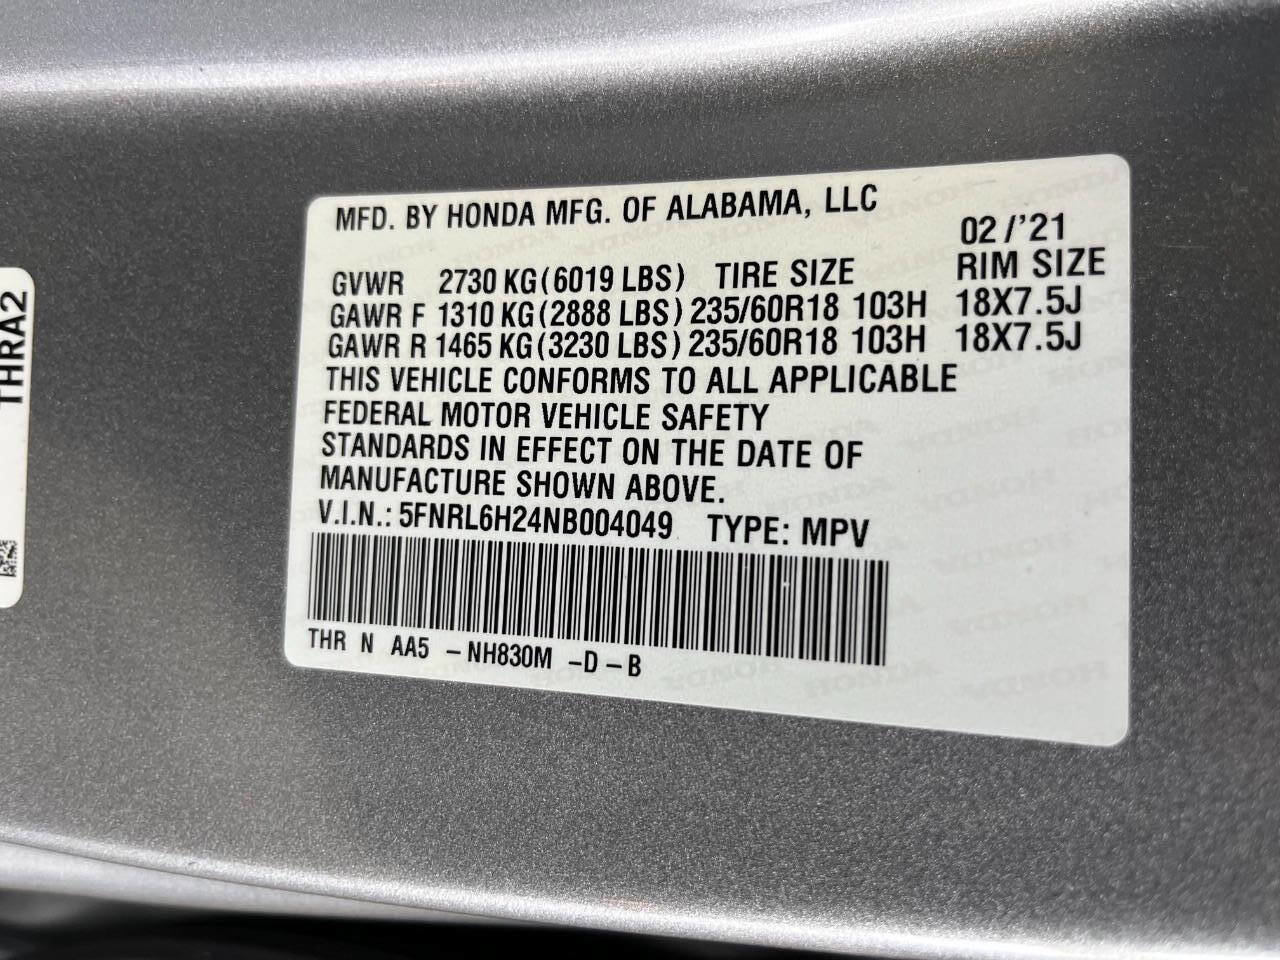 MFD. BY HONDA MFG. OF ALABAMA, LLC
02/'21
GVWR 2730 KG(6019 LBS) TIRE SIZE RIM SIZE
GAWR F 1310 KG(2888 LBS) 235/60R18 103H 18X7.5J
GAWR R 1465 KG(3230 LBS) 235/60R18 103H 18X7.5J
THIS VEHICLE CONFORMS TO ALL APPLICABLE
FEDERAL MOTOR VEHICLE SAFETY
STANDARDS IN EFFECT ON THE DATE OF
MANUFACTURE SHOWN ABOVE.
V.I.N.: 5FNRL6H24NB004049 TYPE: MPV
THR N AA5 -NH830M -D-B
THRA2